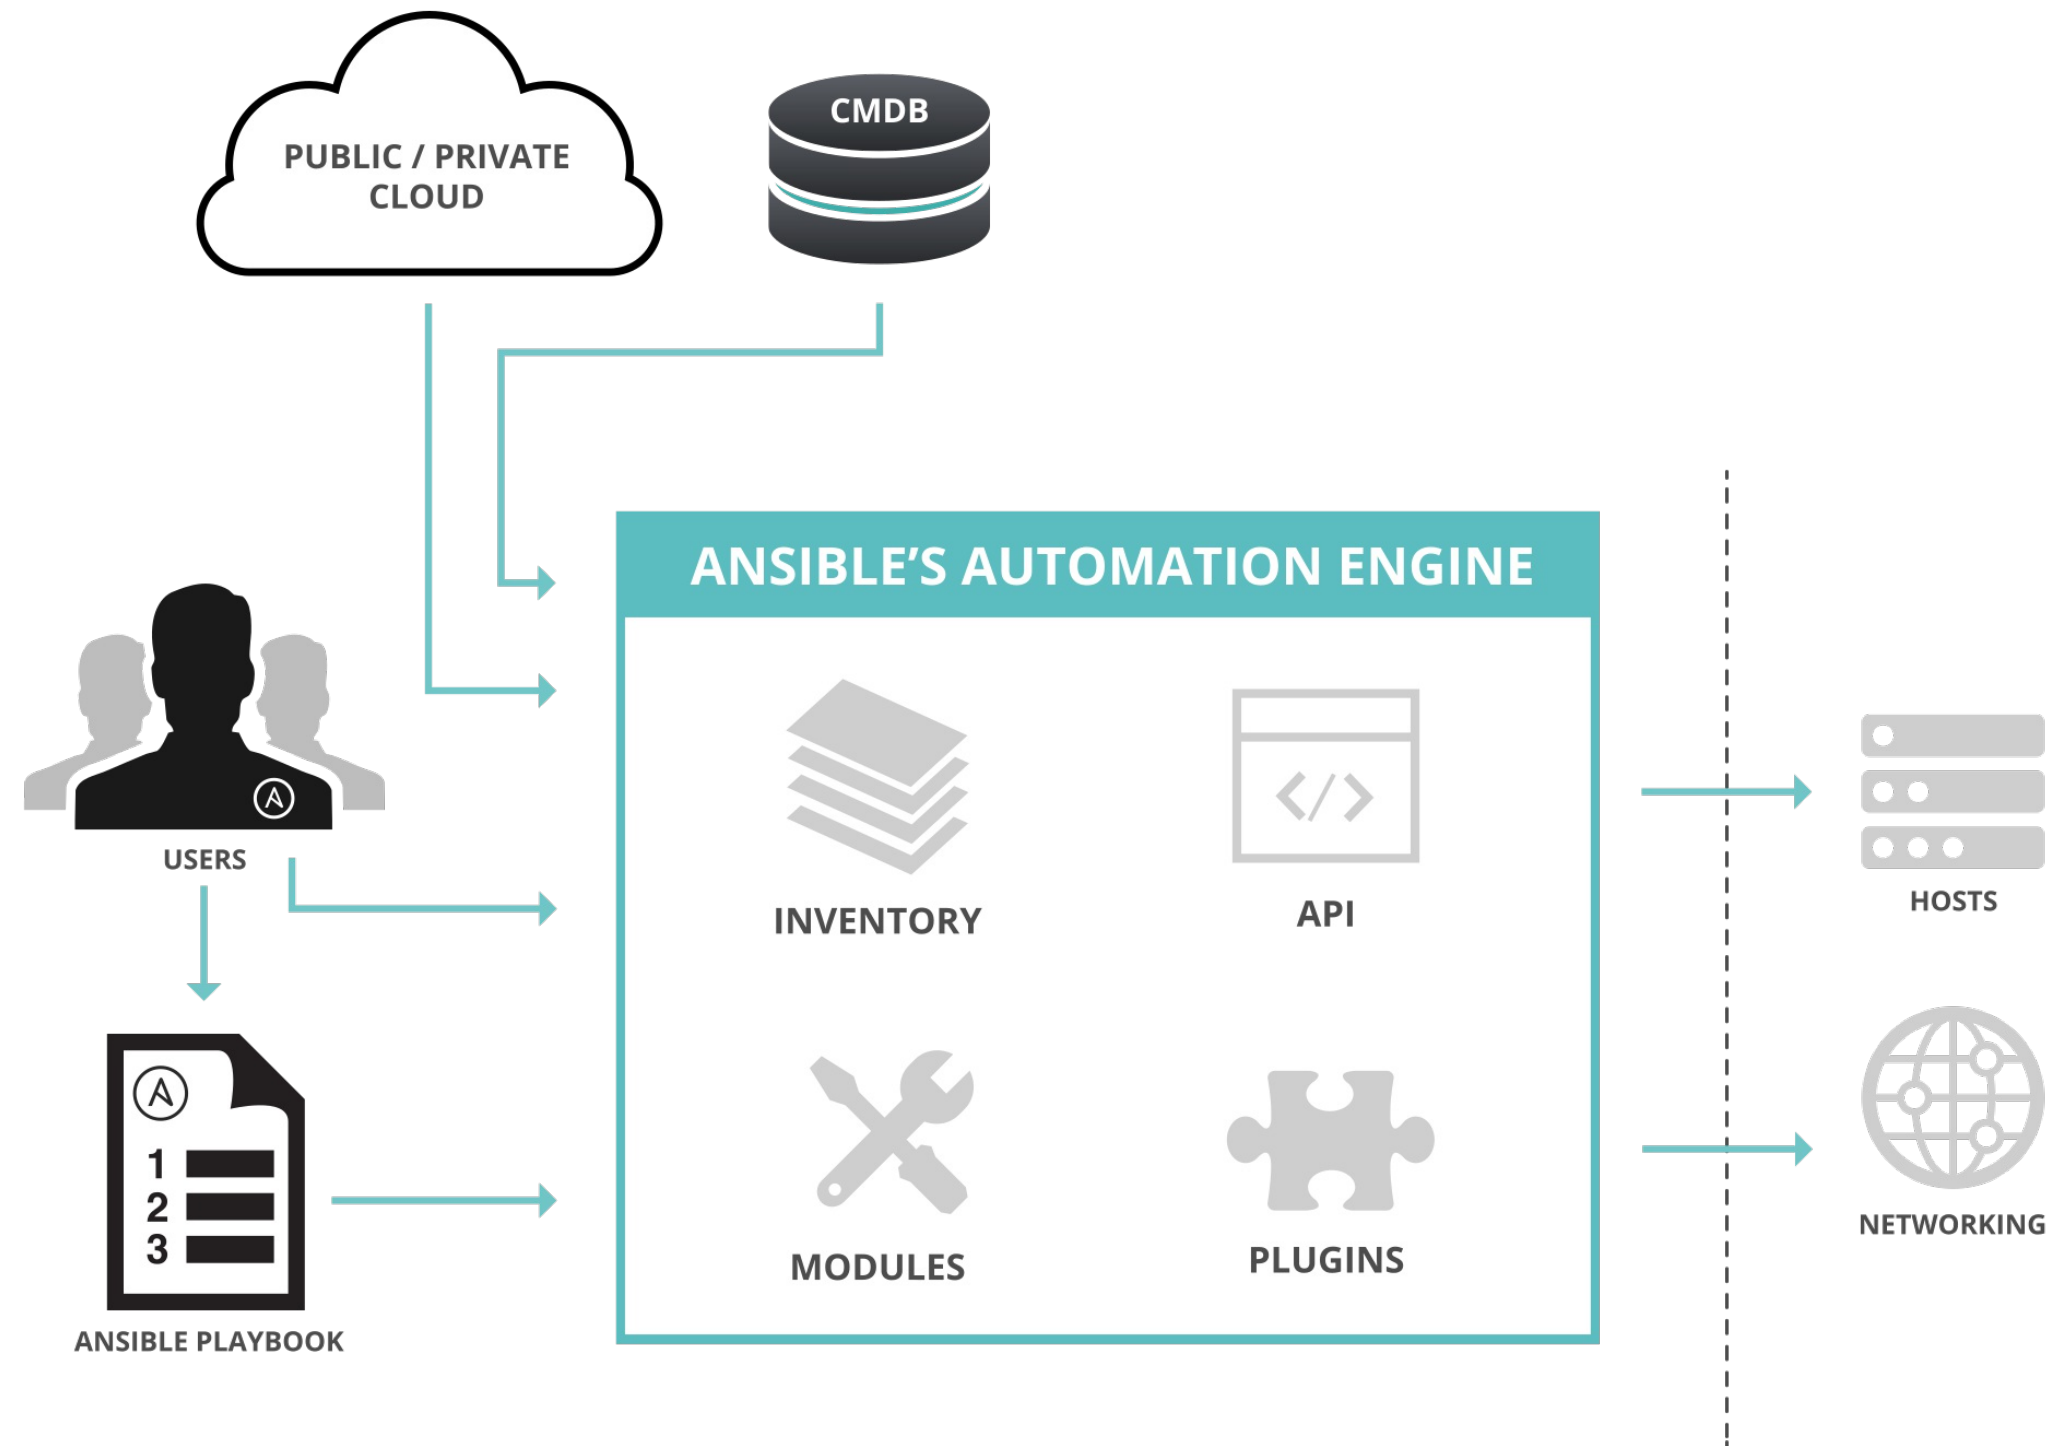 PUBLIC / PRIVATE
CLOUD
CMDB
ANSIBLE’S AUTOMATION ENGINE
USERS
INVENTORY
API
HOSTS
1
2
3
MODULES
PLUGINS
NETWORKING
ANSIBLE PLAYBOOK